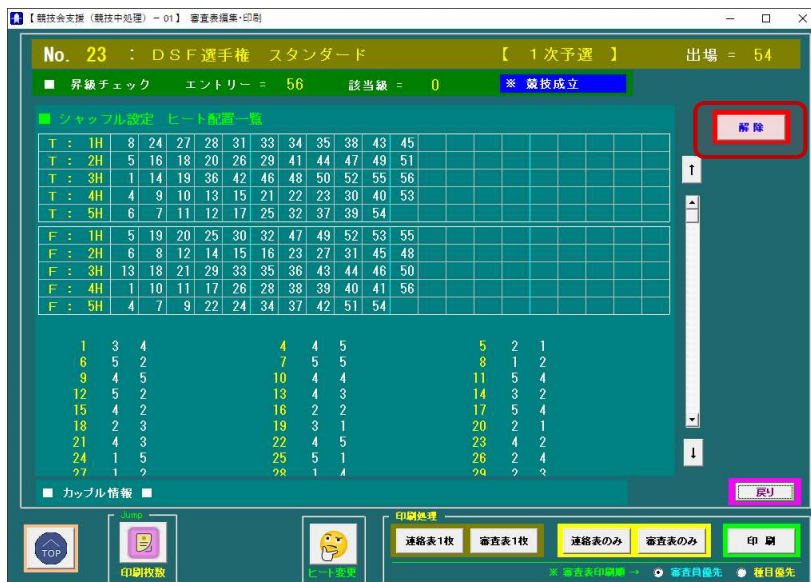 【 競技会支援（競技中処理） － 01 】 審査表編集・印刷
No. 23 : ＤＳＦ選手権 スタンダード 【 １次予選 】 出場 = 54
■ 昇級チェック エントリー = 56 該当級 = 0 ※ 競技成立
■ シャッフル設定 ヒート配置一覧
解除
T : 1H 8 24 27 28 31 33 34 35 38 43 45
T : 2H 5 16 18 20 26 29 41 44 47 49 51
T : 3H 1 14 19 36 42 46 48 50 52 55 56
T : 4H 4 9 10 13 15 21 22 23 30 40 53
T : 5H 6 7 11 12 17 25 32 37 39 54
F : 1H 5 19 20 25 30 32 47 49 52 53 55
F : 2H 6 8 12 14 15 16 23 27 31 45 48
F : 3H 13 18 21 29 33 35 36 43 44 46 50
F : 4H 1 10 11 17 26 28 38 39 40 41 56
F : 5H 4 7 9 22 24 34 37 42 51 54
↑
1 3 4 4 4 5 5 2 1
6 5 2 7 5 5 8 1 2
9 4 5 10 4 4 11 5 4
12 5 2 13 4 3 14 3 2
15 4 2 16 2 2 17 5 4
18 2 3 19 3 1 20 2 1
21 4 3 22 4 5 23 4 2
24 1 5 25 5 1 26 2 4
27 1 2 28 1 4 29 2 3
↓
■ カップル情報 ■
戻り
Jump
印刷処理
TOP
連絡表1枚 審査表1枚 連絡表のみ 審査表のみ 印 刷
印刷枚数 ヒート変更
※ 審査表印刷順 → 審査員優先 種目優先